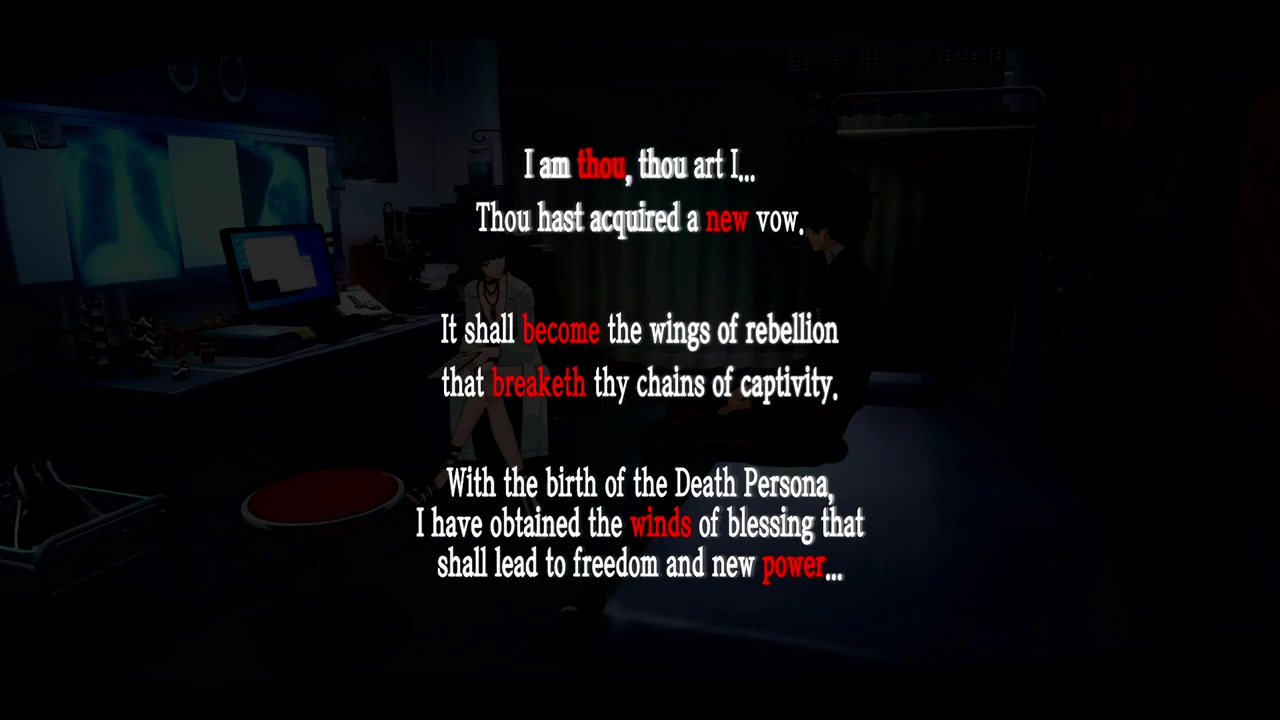 I am thou, thou art I...
Thou hast acquired a new vow.
It shall become the wings of rebellion
that breaketh thy chains of captivity.
With the birth of the Death Persona,
I have obtained the winds of blessing that
shall lead to freedom and new power...